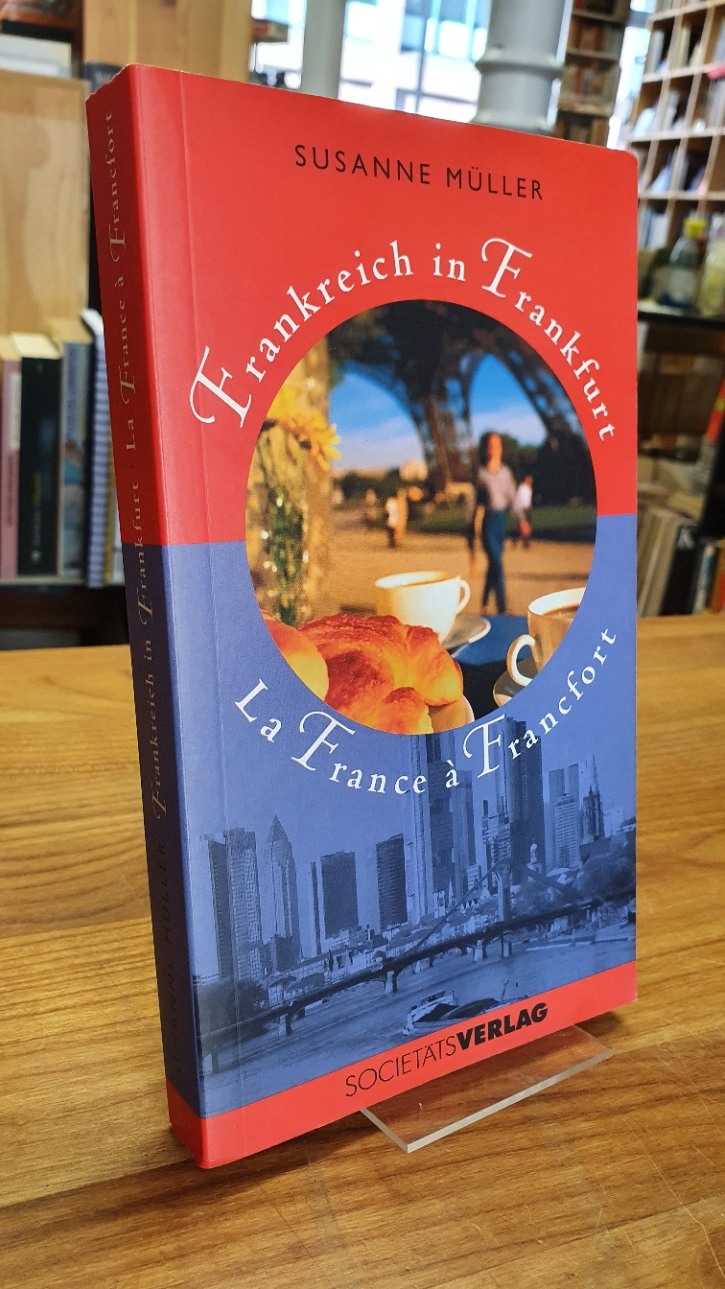 SUSANNE MÜLLER
Frankreich in Frankfurt
La France à Francfort
SOCIETÄTSVERLAG
SUSANNE MÜLLER Frankreich in Frankfurt · La France à Francfort